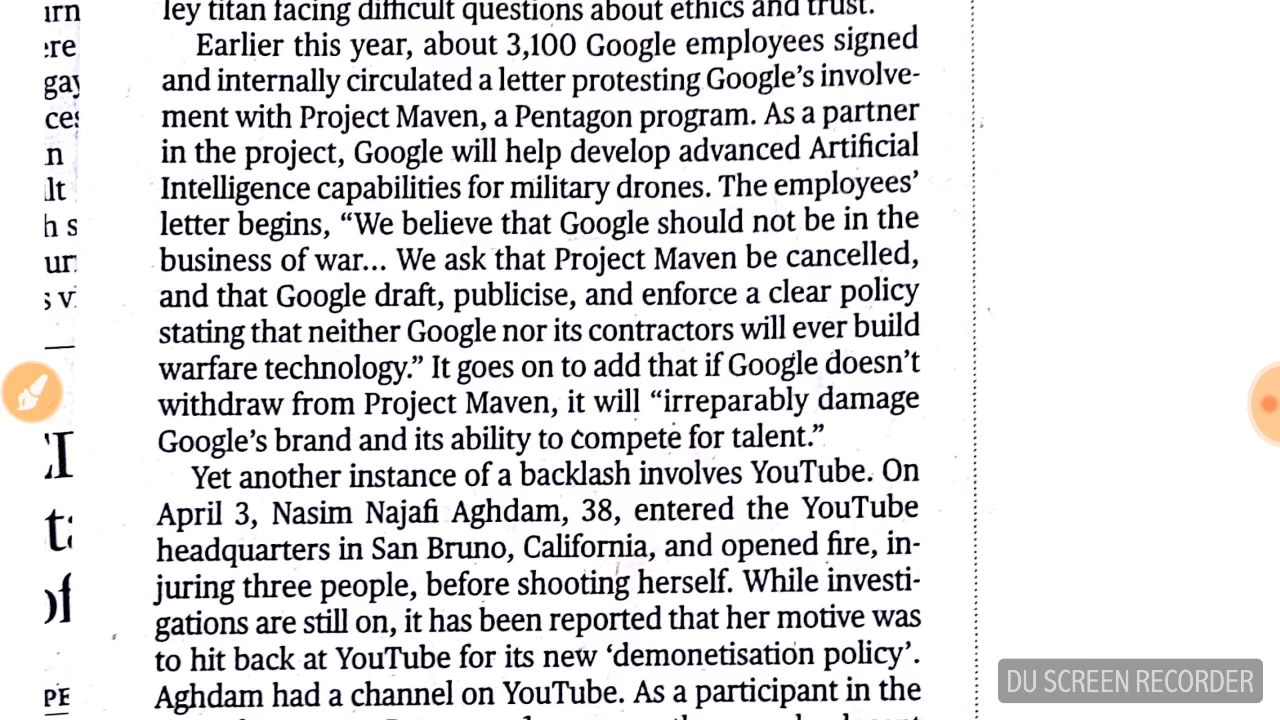 ley titan facing difficult questions about ethics and trust.
Earlier this year, about 3,100 Google employees signed
and internally circulated a letter protesting Google's involve-
ment with Project Maven, a Pentagon program. As a partner
in the project, Google will help develop advanced Artificial
Intelligence capabilities for military drones. The employees'
letter begins, “We believe that Google should not be in the
business of war... We ask that Project Maven be cancelled,
and that Google draft, publicise, and enforce a clear policy
stating that neither Google nor its contractors will ever build
warfare technology.” It goes on to add that if Google doesn't
withdraw from Project Maven, it will “irreparably damage
Google's brand and its ability to compete for talent.”
Yet another instance of a backlash involves YouTube. On
April 3, Nasim Najafi Aghdam, 38, entered the YouTube
headquarters in San Bruno, California, and opened fire, in-
juring three people, before shooting herself. While investi-
gations are still on, it has been reported that her motive was
to hit back at YouTube for its new ‘demonetisation policy’.
Aghdam had a channel on YouTube. As a participant in the
DU SCREEN RECORDER